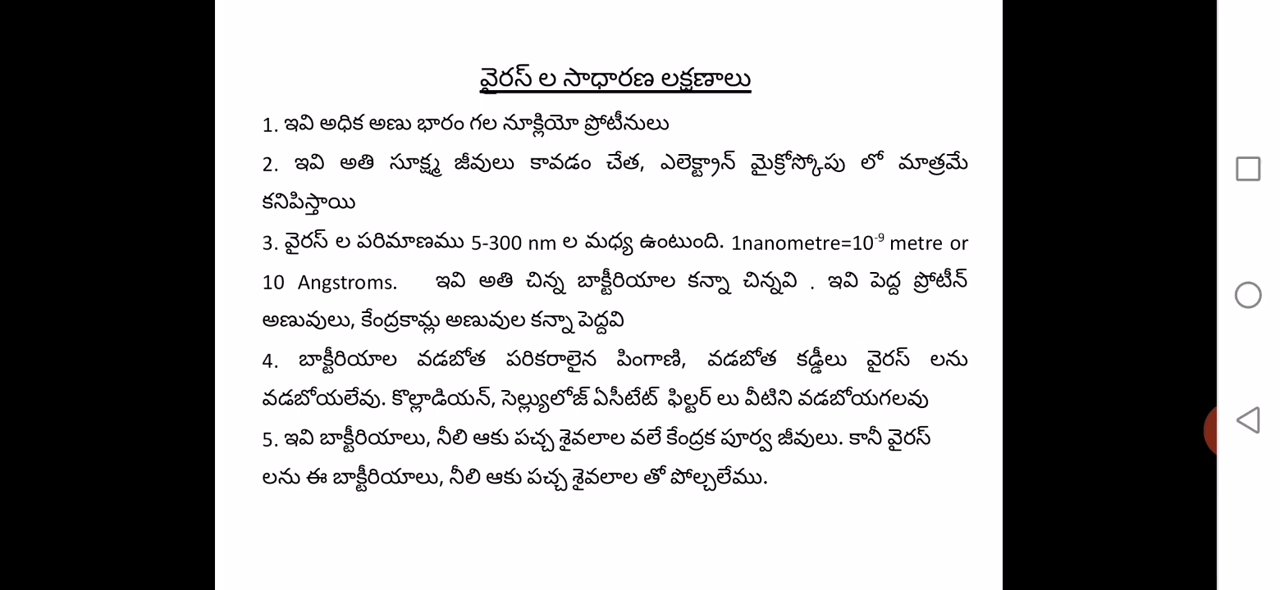 వైరస్ ల సాధారణ లక్షణాలు
1. ఇవి అధిక అణు భారం గల నూక్లియో ప్రోటీనులు
2. ఇవి అతి సూక్ష్మ జీవులు కావడం చేత, ఎలెక్ట్రాన్ మైక్రోస్కోపు లో మాత్రమే
కనిపిస్తాయి
3. వైరస్ ల పరిమాణము 5-300 nm ల మధ్య ఉంటుంది. 1nanometre=10⁻⁹ metre or
10 Angstroms. ఇవి అతి చిన్న బాక్టీరియాల కన్నా చిన్నవి . ఇవి పెద్ద ప్రోటీన్
అణువులు, కేంద్రకామ్ల అణువుల కన్నా పెద్దవి
4. బాక్టీరియాల వడబోత పరికరాలైన పింగాణి, వడబోత కడ్డీలు వైరస్ లను
వడబోయలేవు. కొల్లాడియన్, సెల్ల్యులోజ్ ఏసీటేట్ ఫిల్టర్ లు వీటిని వడబోయగలవు
5. ఇవి బాక్టీరియాలు, నీలి ఆకు పచ్చ శైవలాల వలే కేంద్రక పూర్వ జీవులు. కానీ వైరస్
లను ఈ బాక్టీరియాలు, నీలి ఆకు పచ్చ శైవలాల తో పోల్చలేము.